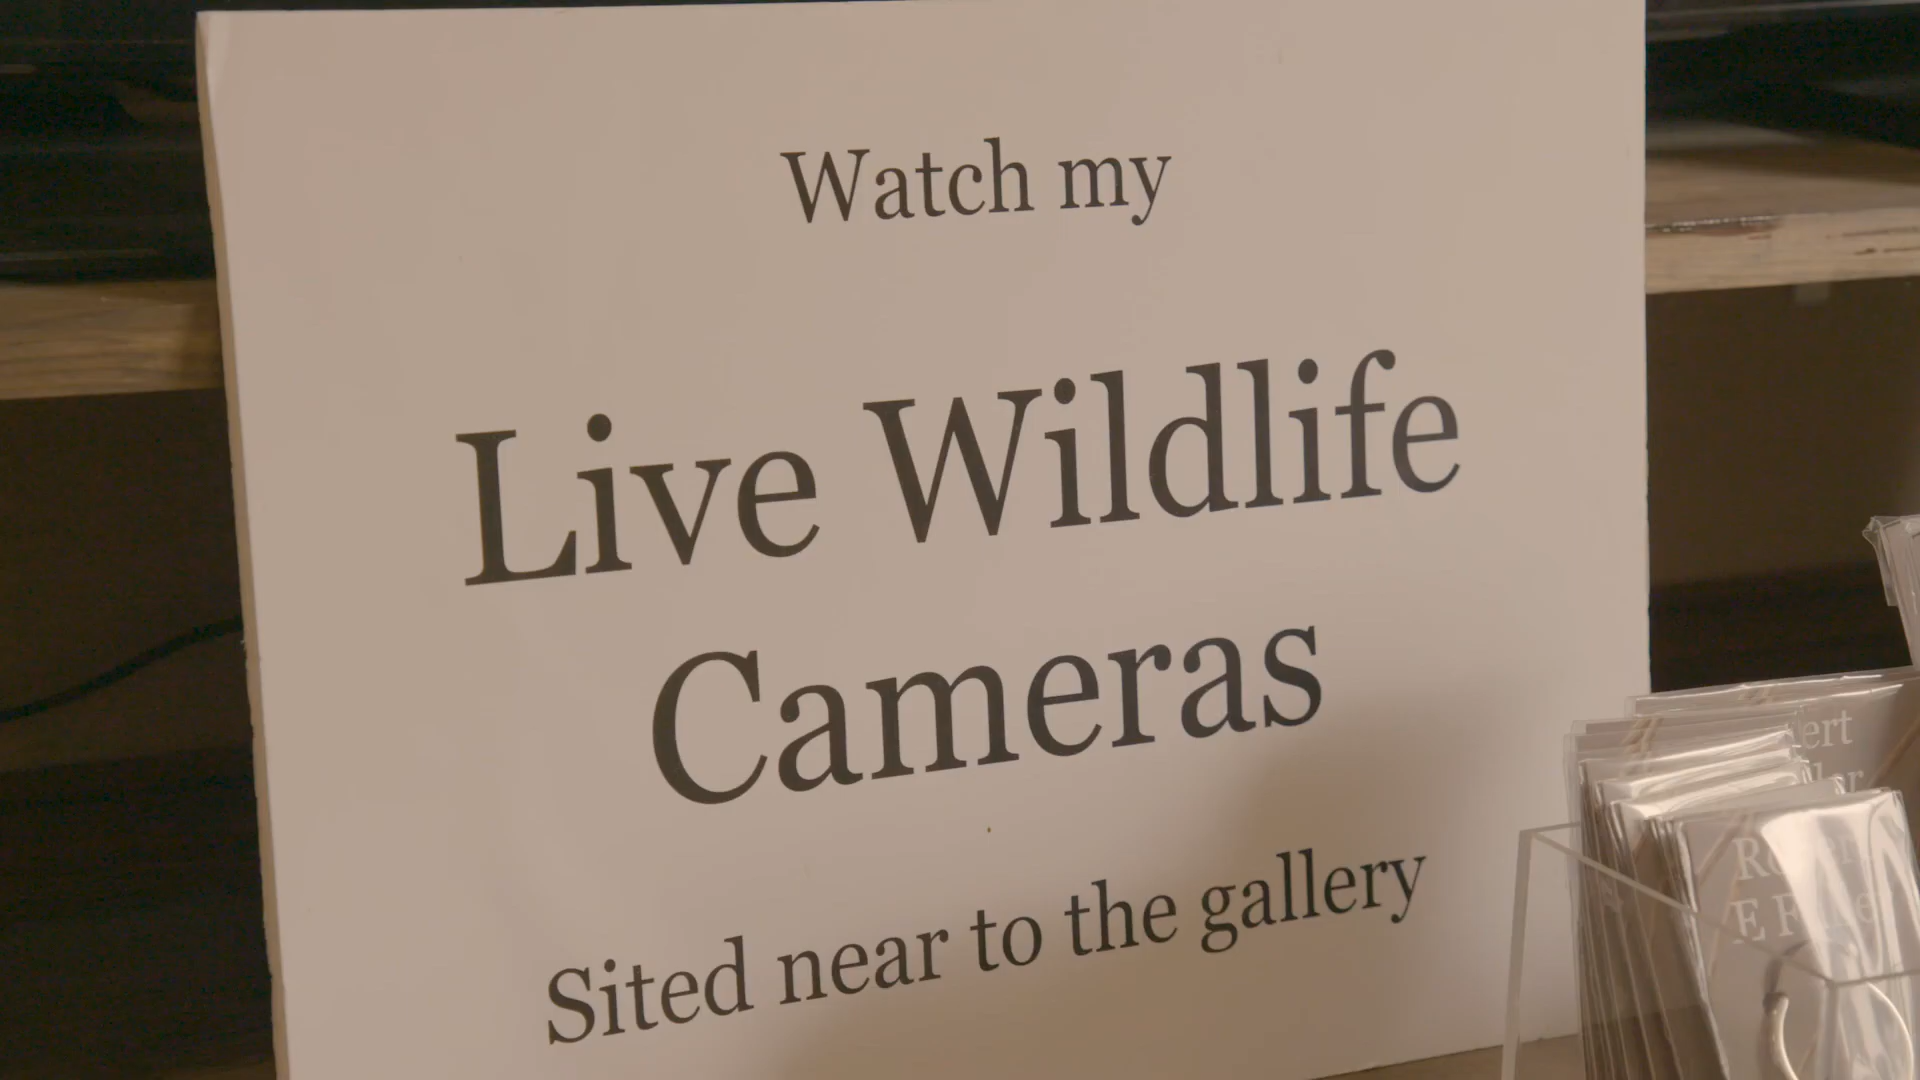 Watch my
Live Wildlife
Cameras
Sited near to the gallery
E